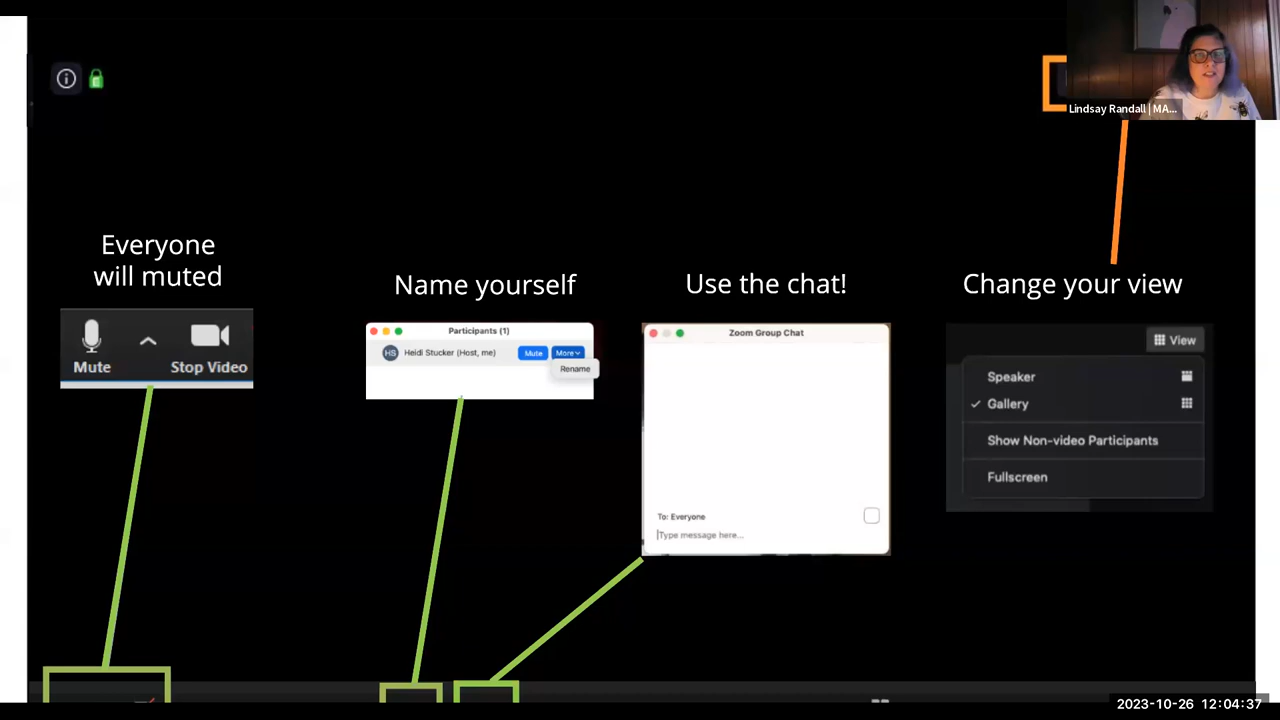 Lindsay Randall | MA...
Everyone
will muted
Mute
Stop Video
Name yourself
Participants (1)
HS Heidi Stucker (Host, me) Mute More
Rename
Use the chat!
Zoom Group Chat
To: Everyone
Type message here...
Change your view
View
Speaker
Gallery
Show Non-video Participants
Fullscreen
2023-10-26 12:04:37